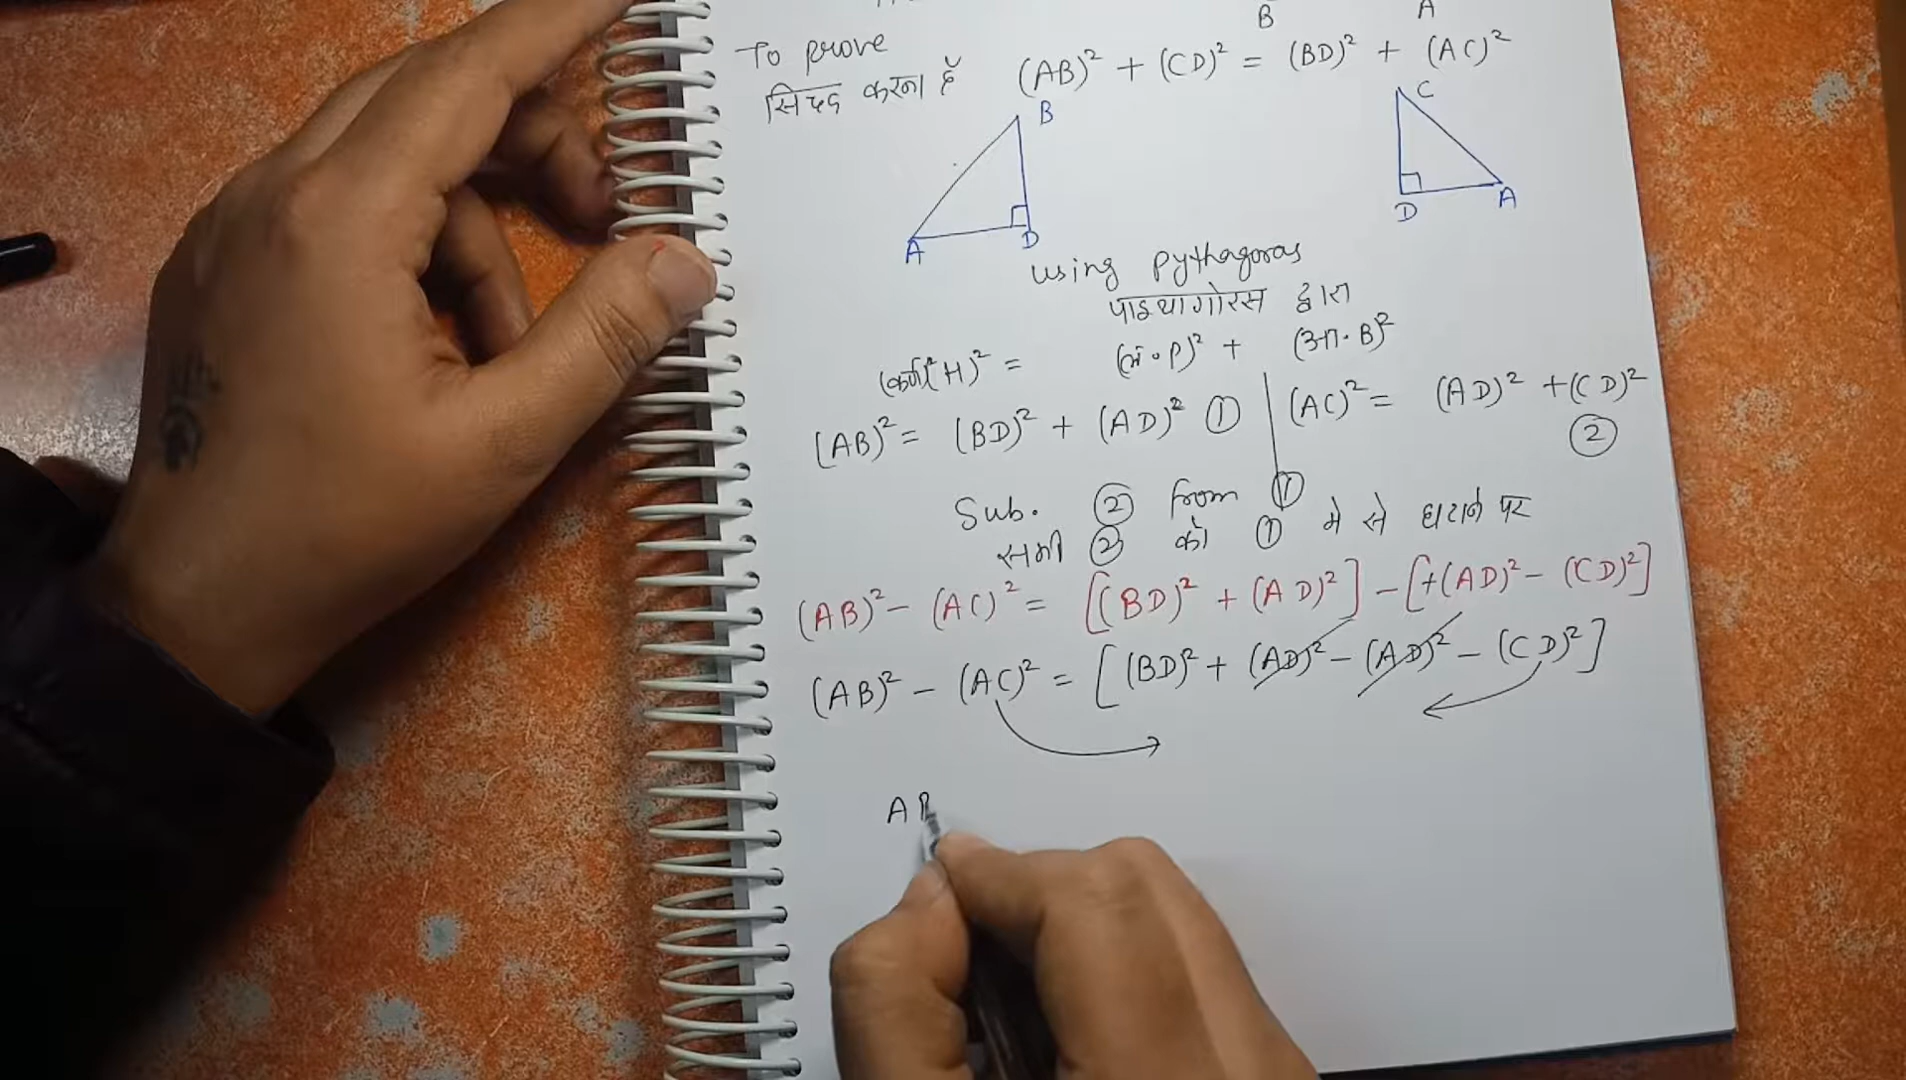 B A
To prove
सिद्ध करना है (AB)² + (CD)² = (BD)² + (AC)²
B C
A D D A
using pythagoras
पाइथागोरस द्वारा
(कर्ण H)² = (लं॰P)² + (आ॰B)²
(AB)² = (BD)² + (AD)² ① | (AC)² = (AD)² + (CD)²
②
Sub. ② from ①
② को ① मे से घटाने पर
(AB)² - (AC)² = [(BD)² + (AD)²] - [+(AD)² - (CD)²]
(AB)² - (AC)² = [(BD)² + (AD)² - (AD)² - (CD)²]
AB